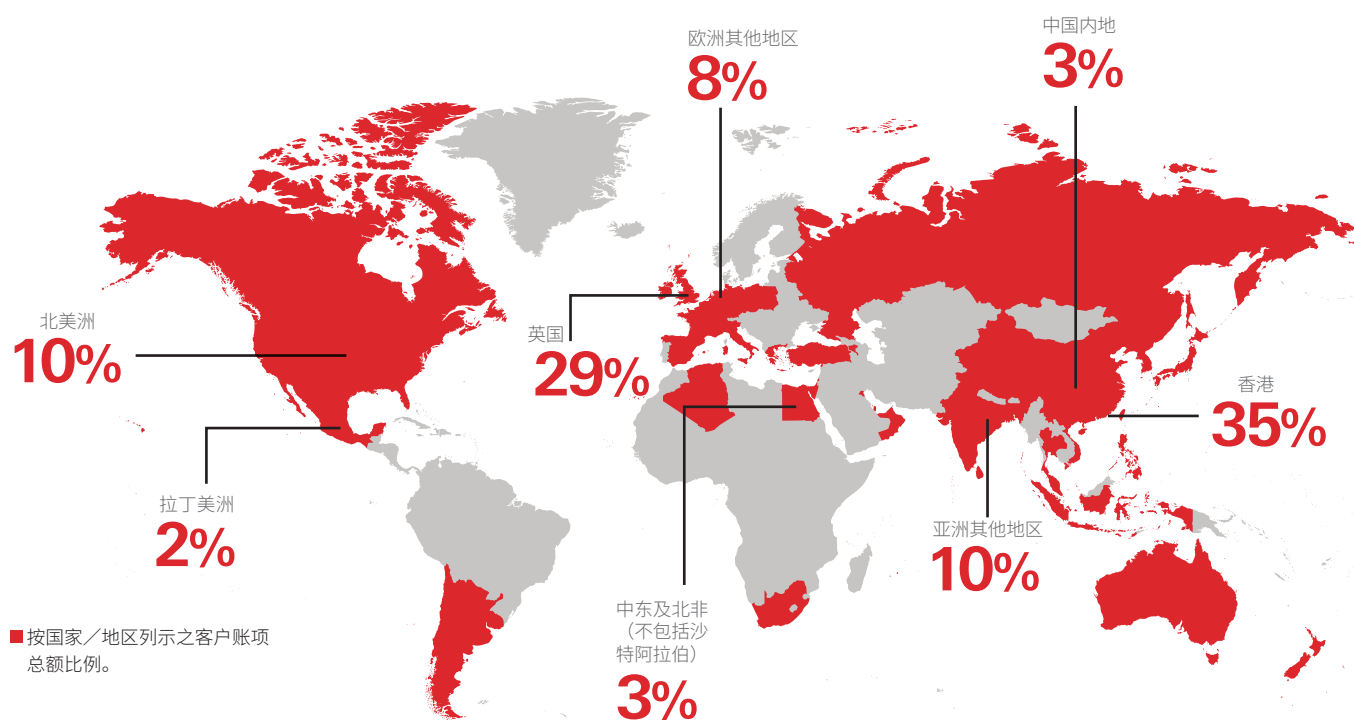 中国内地
3%
欧洲其他地区
8%
北美洲
10%
英国
29%
香港
35%
拉丁美洲
2%
亚洲其他地区
10%
中东及北非
（不包括沙
特阿拉伯）
3%
按国家／地区列示之客户账项
总额比例。